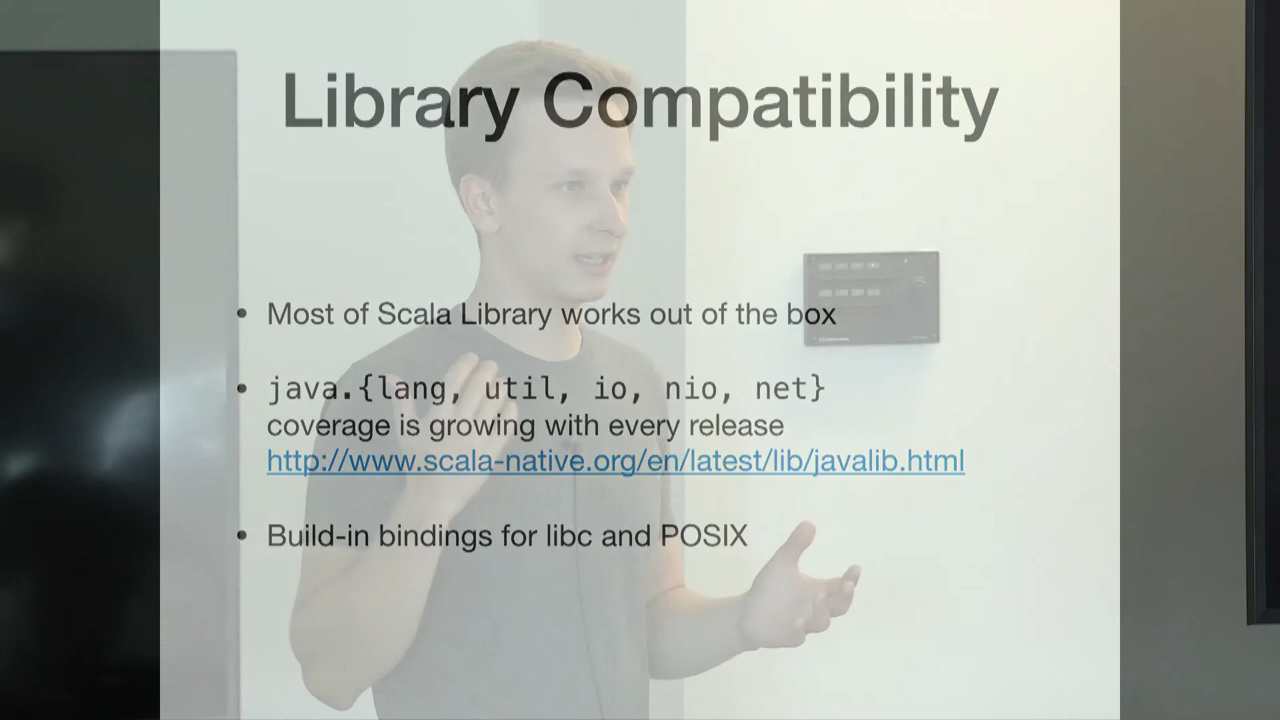 Library Compatibility
• Most of Scala Library works out of the box
• java.{lang, util, io, nio, net}
coverage is growing with every release
http://www.scala-native.org/en/latest/lib/javalib.html
• Build-in bindings for libc and POSIX